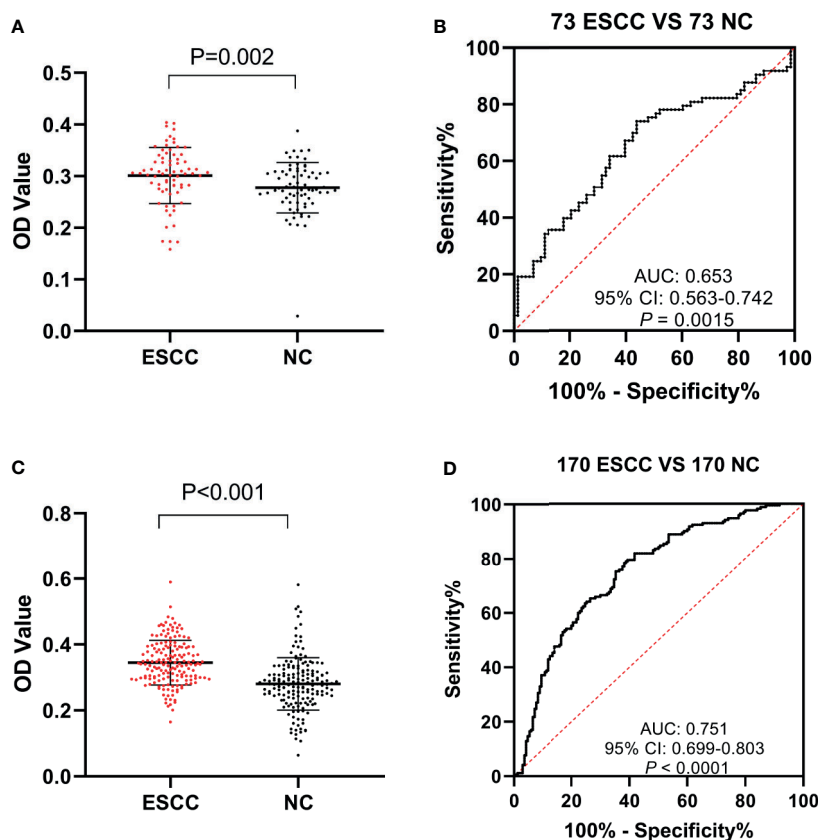 A
P=0.002
0.5
0.4
0.3
0.2
0.1
0.0
OD Value
ESCC
NC
B
73 ESCC VS 73 NC
100
80
60
40
20
0
Sensitivity%
AUC: 0.653
95% CI: 0.563-0.742
P = 0.0015
0 20 40 60 80 100
100% - Specificity%
C
P<0.001
0.8
0.6
0.4
0.2
0.0
OD Value
ESCC
NC
D
170 ESCC VS 170 NC
100
80
60
40
20
0
Sensitivity%
AUC: 0.751
95% CI: 0.699-0.803
P < 0.0001
0 20 40 60 80 100
100% - Specificity%